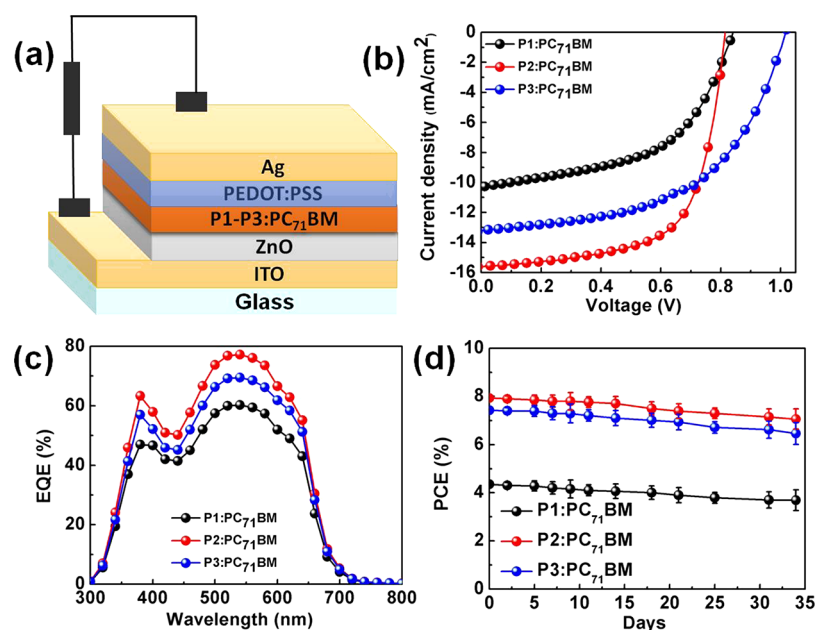 (a)
Ag
PEDOT:PSS
P1-P3:PC71BM
ZnO
ITO
Glass
(b)
P1:PC71BM
P2:PC71BM
P3:PC71BM
Current density (mA/cm2)
0
-2
-4
-6
-8
-10
-12
-14
-16
0.0 0.2 0.4 0.6 0.8 1.0
Voltage (V)
(c)
EQE (%)
80
60
40
20
0
P1:PC71BM
P2:PC71BM
P3:PC71BM
300 400 500 600 700 800
Wavelength (nm)
(d)
PCE (%)
10
8
6
4
2
0
P1:PC71BM
P2:PC71BM
P3:PC71BM
0 5 10 15 20 25 30 35
Days